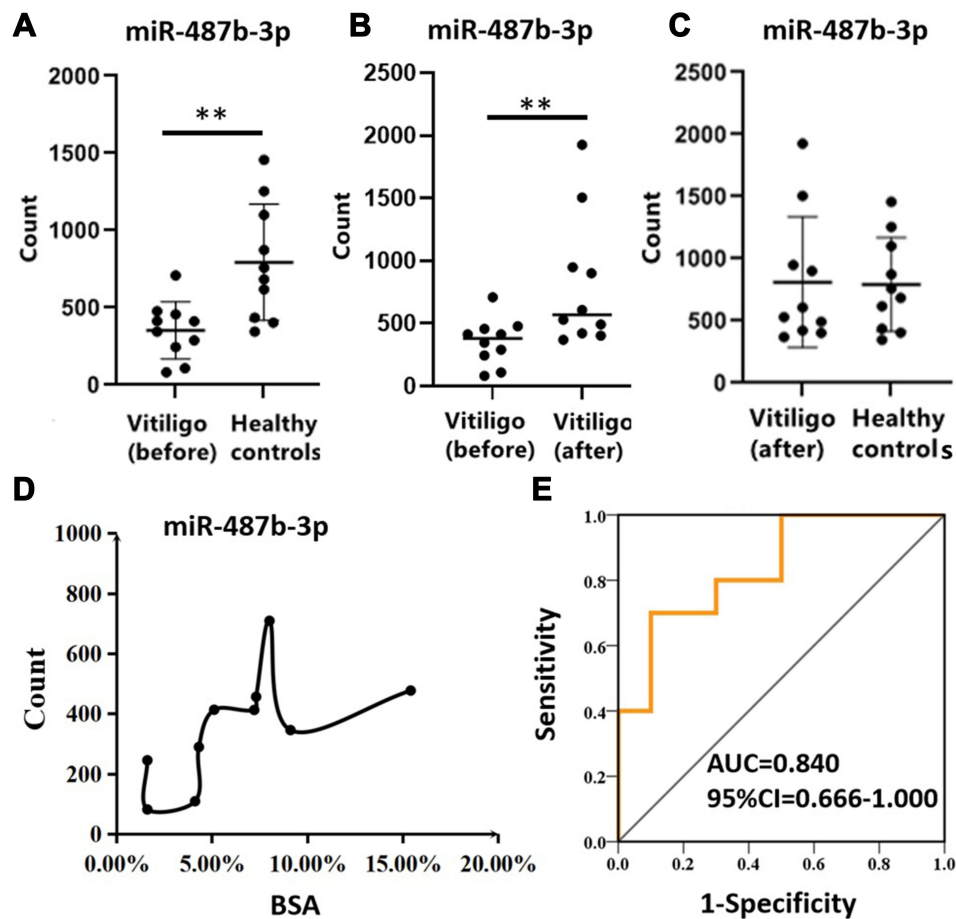 A
miR-487b-3p
2000
1500
1000
500
0
Count
**
Vitiligo
(before)
Healthy
controls
B
miR-487b-3p
2500
2000
1500
1000
500
0
Count
**
Vitiligo
(before)
Vitiligo
(after)
C
miR-487b-3p
2500
2000
1500
1000
500
0
Count
Vitiligo
(after)
Healthy
controls
D
miR-487b-3p
1000
800
600
400
200
0
Count
0.00%
5.00%
10.00%
15.00%
20.00%
BSA
E
1.0
0.8
0.6
0.4
0.2
0.0
Sensitivity
AUC=0.840
95%CI=0.666-1.000
0.0
0.2
0.4
0.6
0.8
1.0
1-Specificity